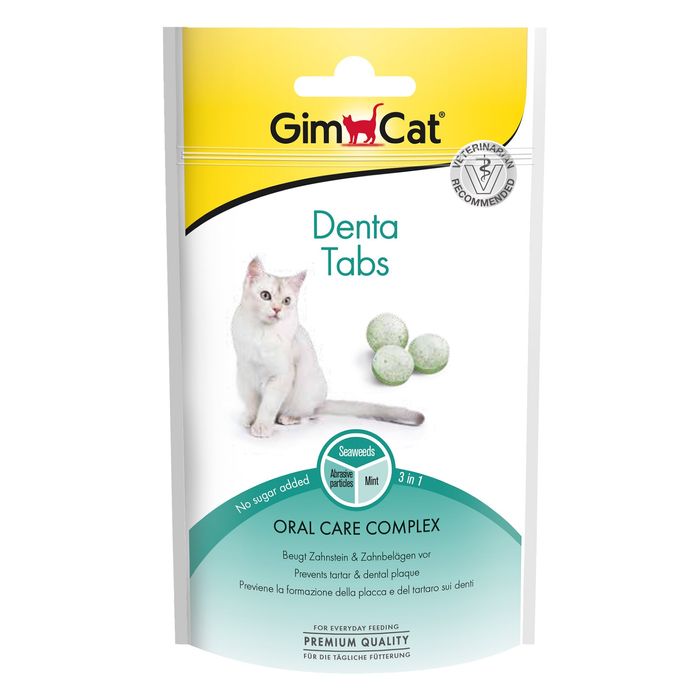 GimCat®
VETERINARIAN
V
RECOMMENDED
Denta
Tabs
Seaweeds
Abrasive
particles
Mint
No sugar added
3 in 1
ORAL CARE COMPLEX
Beugt Zahnstein & Zahnbelägen vor
Prevents tartar & dental plaque
Previene la formazione della placca e del tartaro sui denti
FOR EVERYDAY FEEDING
PREMIUM QUALITY
FÜR DIE TÄGLICHE FÜTTERUNG